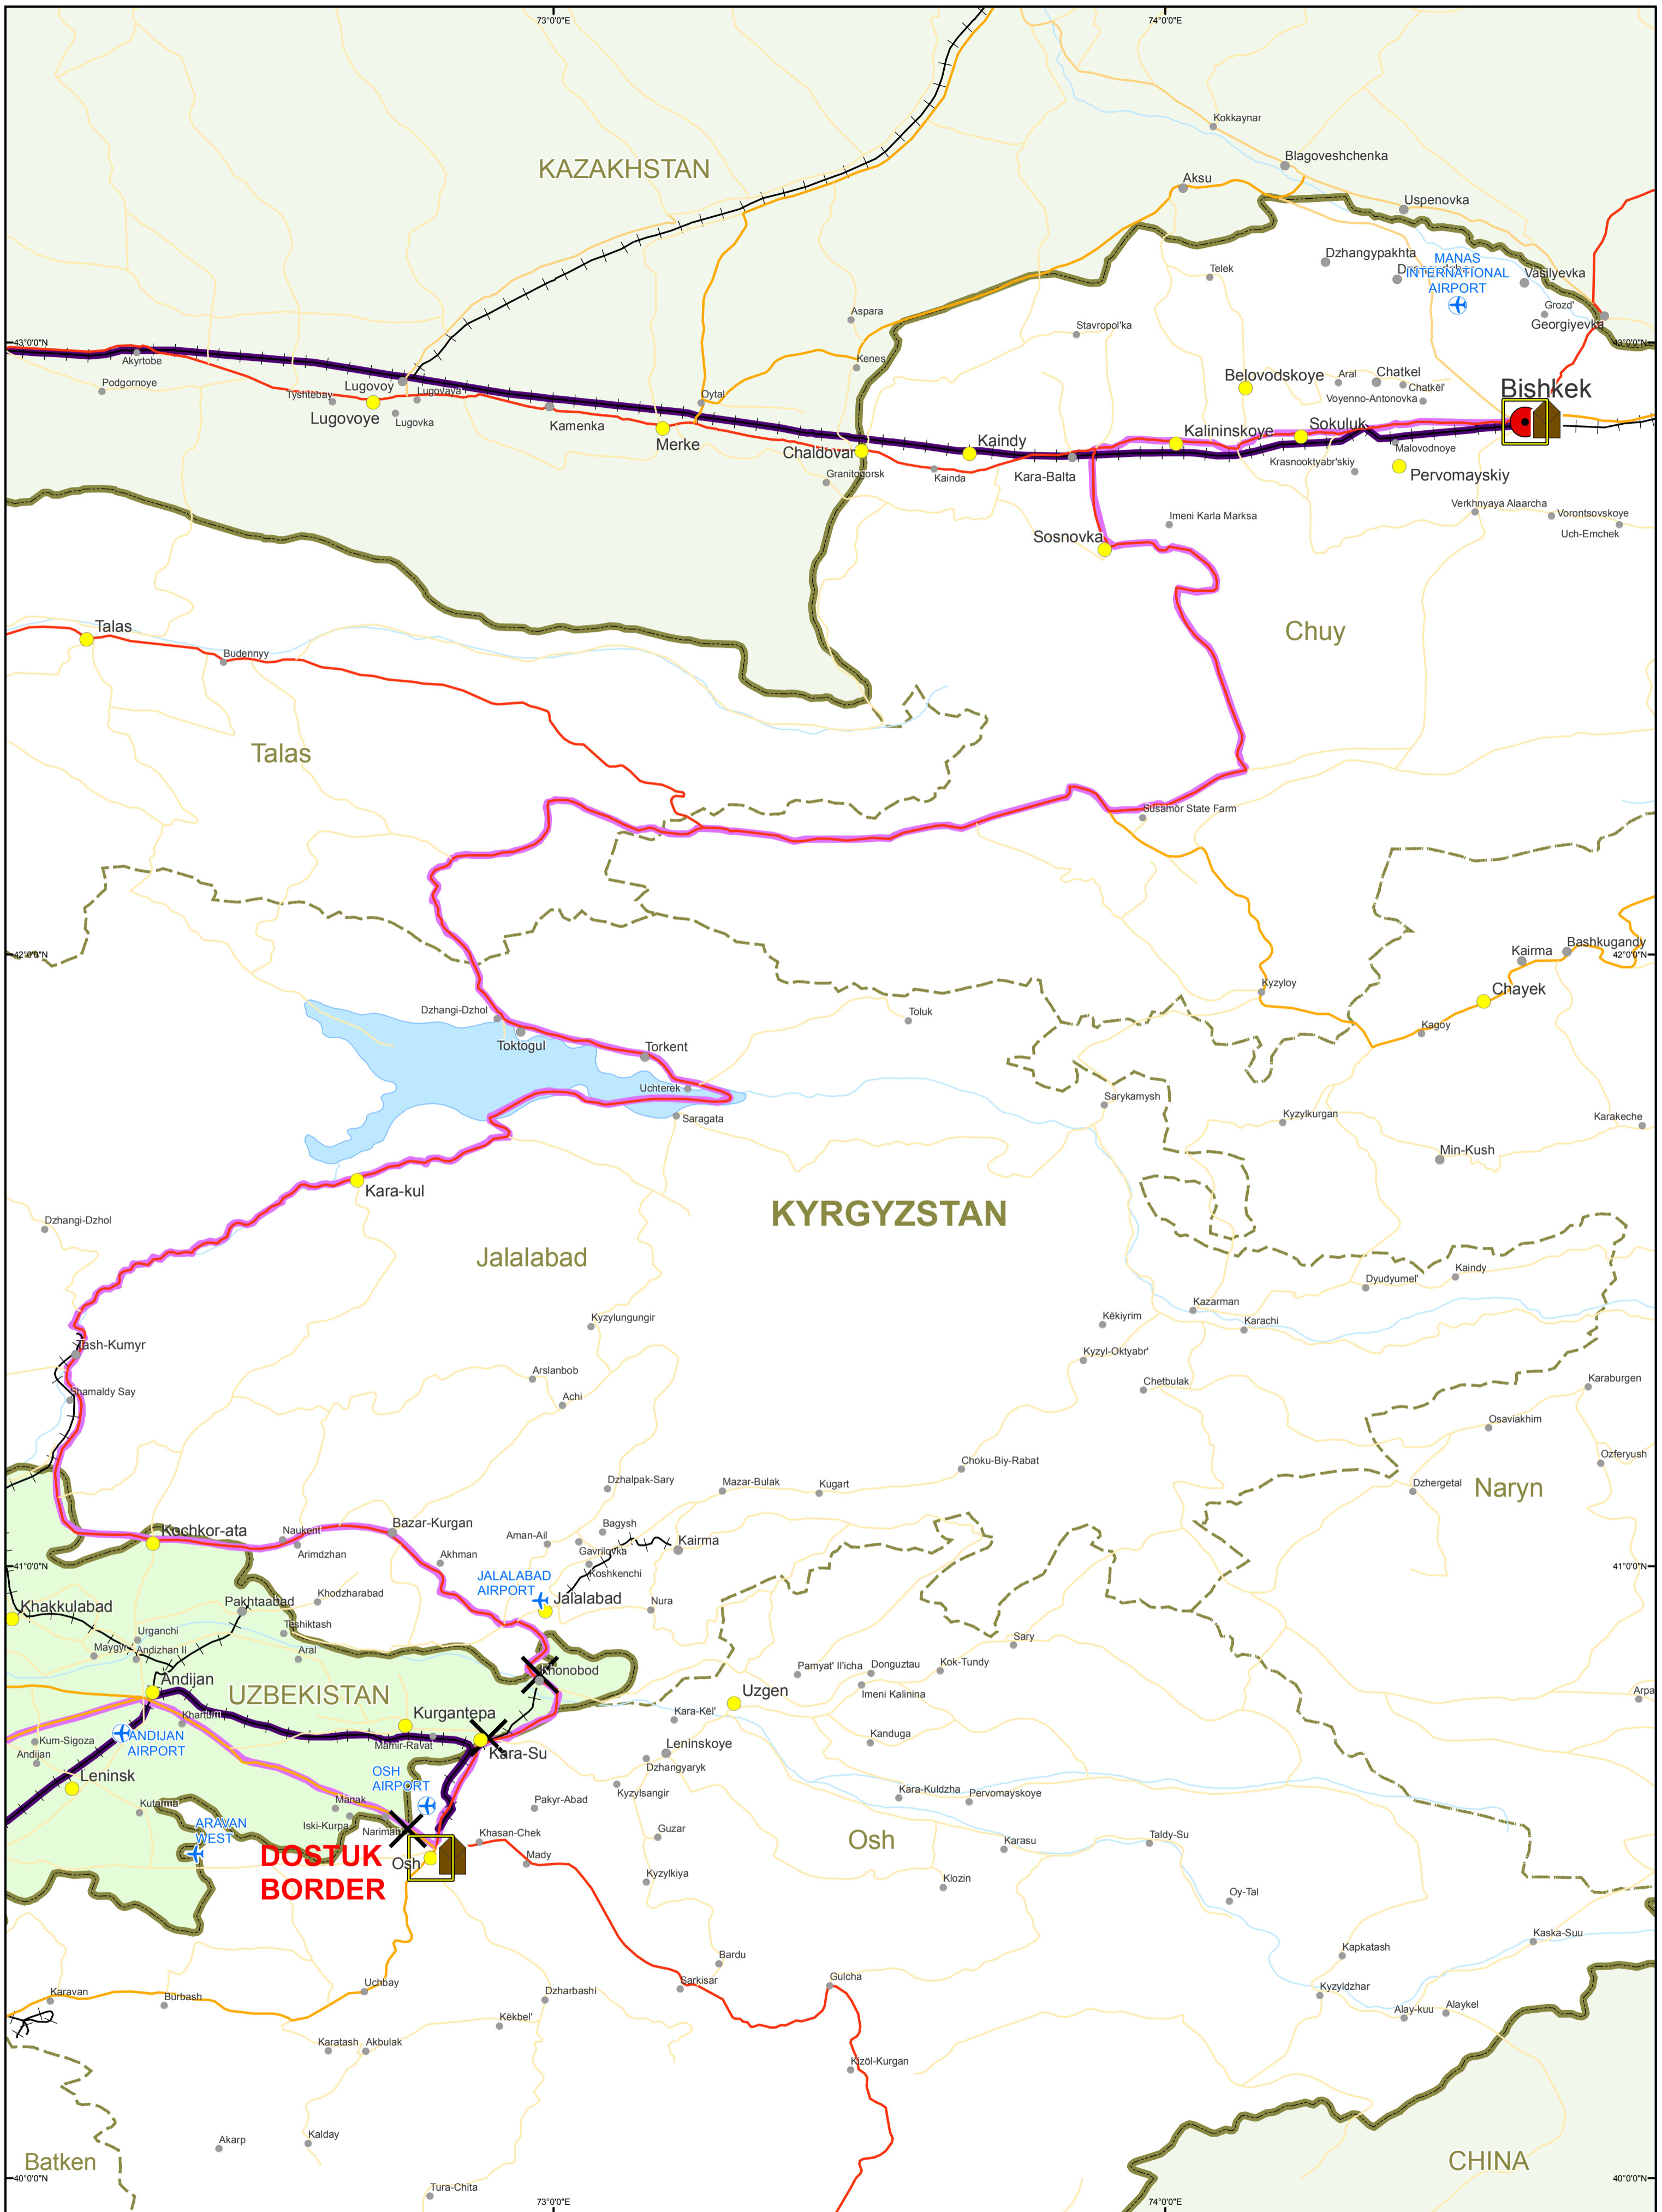 73°0'0"E
74°0'0"E
Kokkaynar
KAZAKHSTAN
Blagoveshchenka
Aksu
Uspenovka
Dzhangypakhta
MANAS
INTERNATIONAL
AIRPORT
Telek
Vasilyevka
Grozd'
Georgiyevka
Aspara
Stavropol'ka
43°0'0"N
43°0'0"N
Akyrtobe
Kenes
Podgornoye
Lugovoy
Lugovaya
Tyshtebay
Lugovoye
Lugovka
Oytal
Belovodskoye
Aral
Chatkel
Chatkel'
Voyenno-Antonovka
Bishkek
Kamenka
Merke
Chaldovar
Kaindy
Kalininskoye
Sokuluk
Malovodnoye
Krasnooktyabr'skiy
Pervomayskiy
Granitogorsk
Kainda
Kara-Balta
Verkhnyaya Alaarcha
Vorontsovskoye
Uch-Emchek
Imeni Karla Marksa
Sosnovka
Talas
Budennyy
Chuy
Talas
Susamor State Farm
42°0'0"N
42°0'0"N
Kairma
Bashkugandy
Kyzyloy
Chayek
Kagoy
Dzhangi-Dzhol
Toktogul
Toluk
Torkent
Uchterek
Saragata
Sarykamysh
Kyzylkurgan
Karakeche
Min-Kush
Kara-kul
KYRGYZSTAN
Dzhangi-Dzhol
Jalalabad
Kaindy
Dyudyumel'
Kyzylungungir
Kazarman
Këkiyrim
Karachi
Tash-Kumyr
Kyzyl-Oktyabr'
Arslanbob
Chetbulak
Karaburgen
Shamaldy Say
Achi
Osaviakhim
Choku-Biy-Rabat
Ozferyush
Dzhalpak-Sary
Mazar-Bulak
Kugart
Dzhergetal
Naryn
Kochkor-ata
Naukent
Bazar-Kurgan
Bagysh
Aman-Ail
Kairma
Arimdzhan
Akhman
Gavrilovka
Koshkenchi
41°0'0"N
41°0'0"N
JALALABAD
AIRPORT
Jalalabad
Nura
Khodzharabad
Pakhtaabad
Khakkulabad
Teshiktash
Urganchi
Maygyr
Andizhan II
Aral
Sary
Khonobod
Pamyat' Il'icha
Donguztau
Kok-Tundy
Imeni Kalinina
Andijan
UZBEKISTAN
Uzgen
Arpa
Kurgantepa
Khartum
Kara-Kël'
Kum-Sigoza
ANDIJAN
AIRPORT
Mamir-Ravat
Kara-Su
Leninskoye
Kanduga
Andijan
Dzhangyaryk
Leninsk
OSH
AIRPORT
Kyzylsangir
Kara-Kuldzha
Pervomayskoye
Kutarma
Manak
Pakyr-Abad
Iski-Kurpa
Nariman
Khasan-Chek
Guzar
Osh
Karasu
Taldy-Su
ARAVAN
WEST
DOSTUK
BORDER
Osh
Mady
Kyzylkiya
Klozin
Oy-Tal
Kaska-Suu
Kapkatash
Bardu
Uchbay
Sarkisar
Gulcha
Kyzyldzhar
Karavan
Burbash
Dzharbashi
Alay-kuu
Alaykel
Këkbel'
Karatash
Akbulak
Kizöl-Kurgan
Akarp
Kalday
Batken
CHINA
40°0'0"N
40°0'0"N
Tura-Chita
73°0'0"E
74°0'0"E